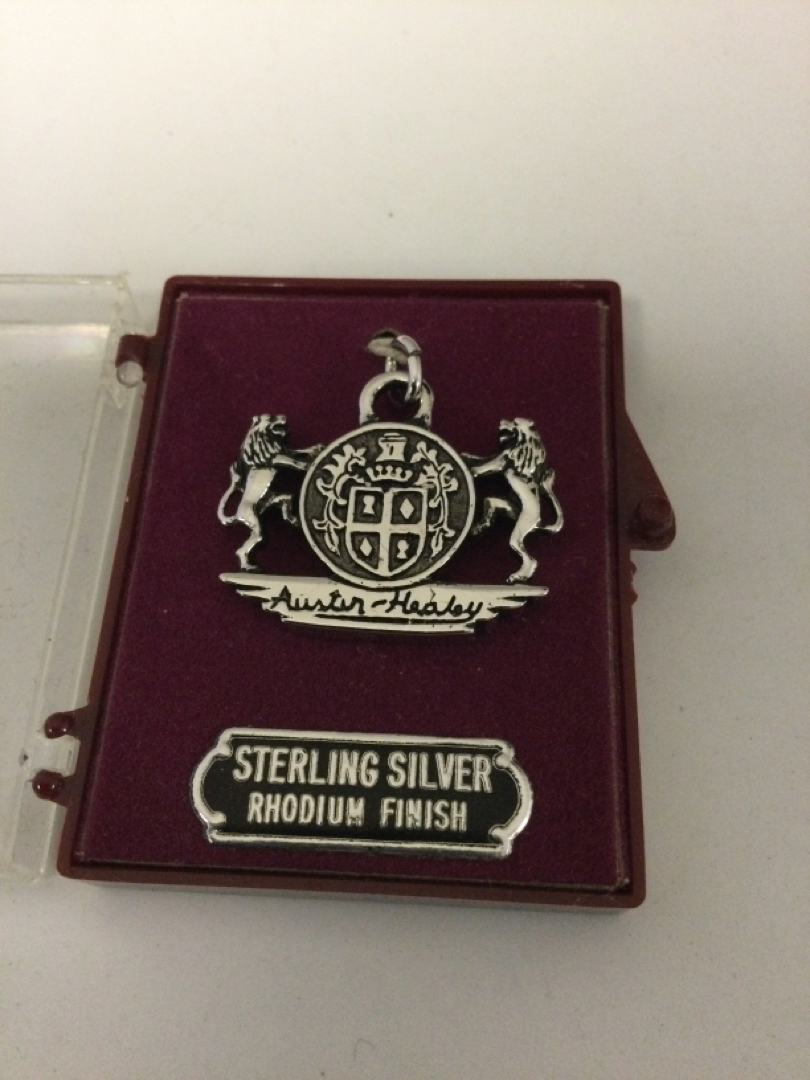 Austin-Healey
STERLING SILVER
RHODIUM FINISH